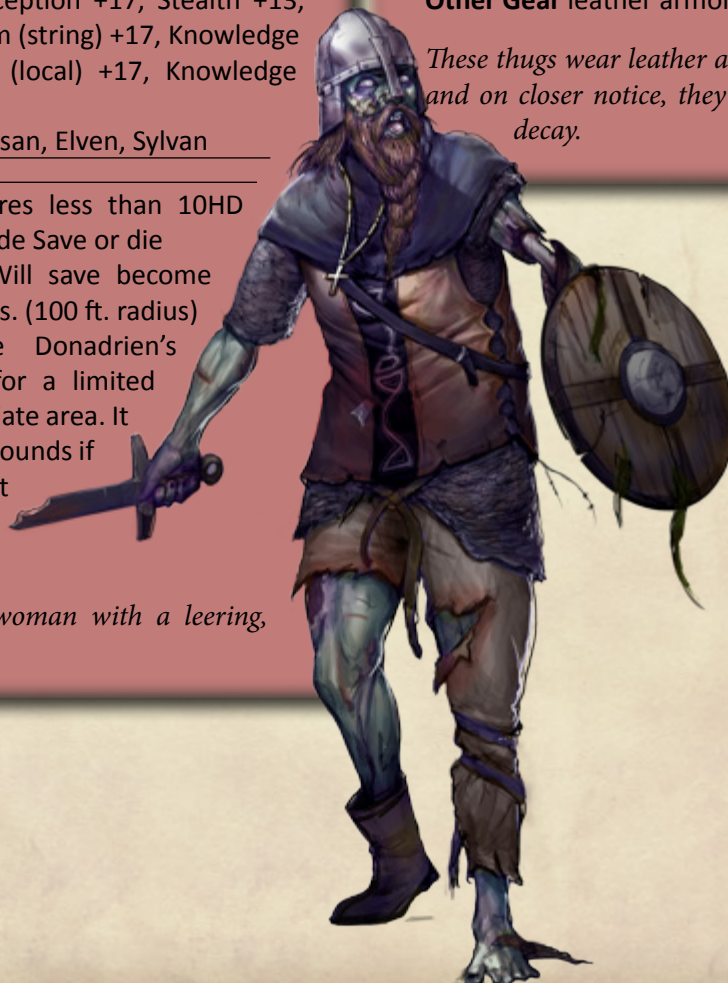 ception +17, Stealth +13,
m (string) +17, Knowledge
(local) +17, Knowledge
san, Elven, Sylvan
res less than 10HD
de Save or die
Will save become
s. (100 ft. radius)
e Donadrien's
for a limited
ate area. It
ounds if
t
woman with a leering,
Other Gear leather armor
These thugs wear leather a
and on closer notice, they
decay.